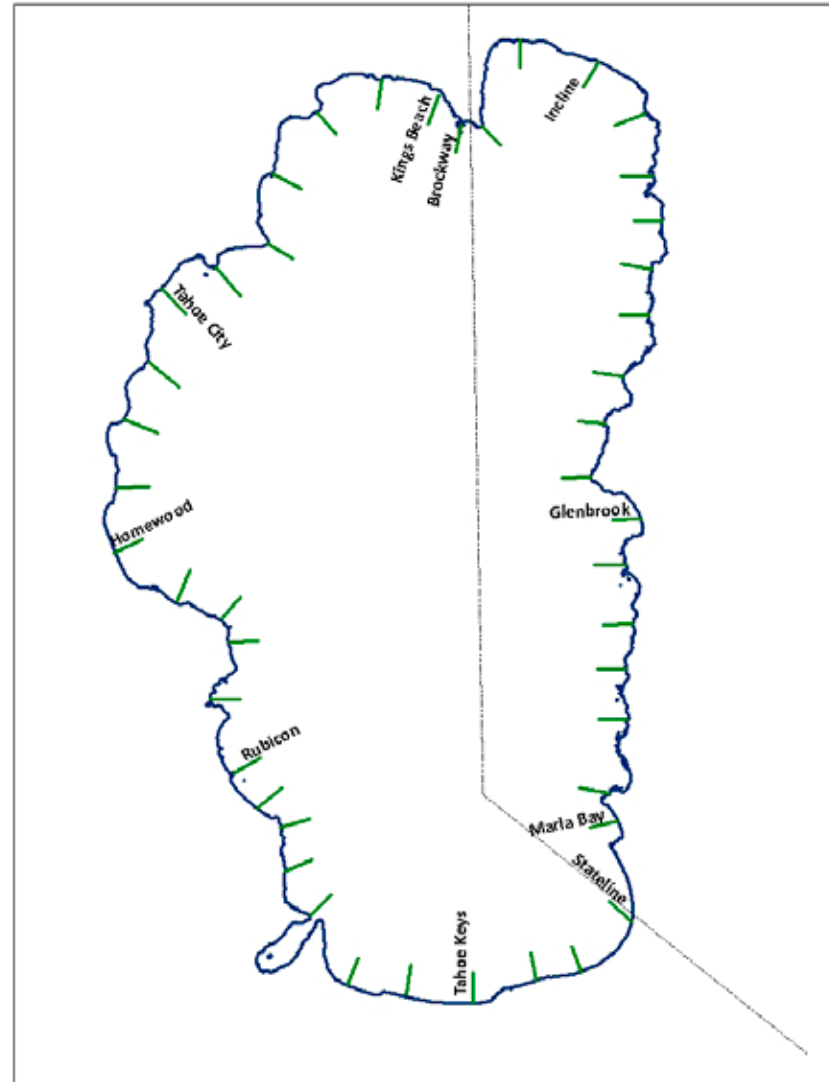 Incline
Kings Beach
Brockway
Tahoe City
Glenbrook
Homewood
Rubicon
Marla Bay
Stateline
Tahoe Keys